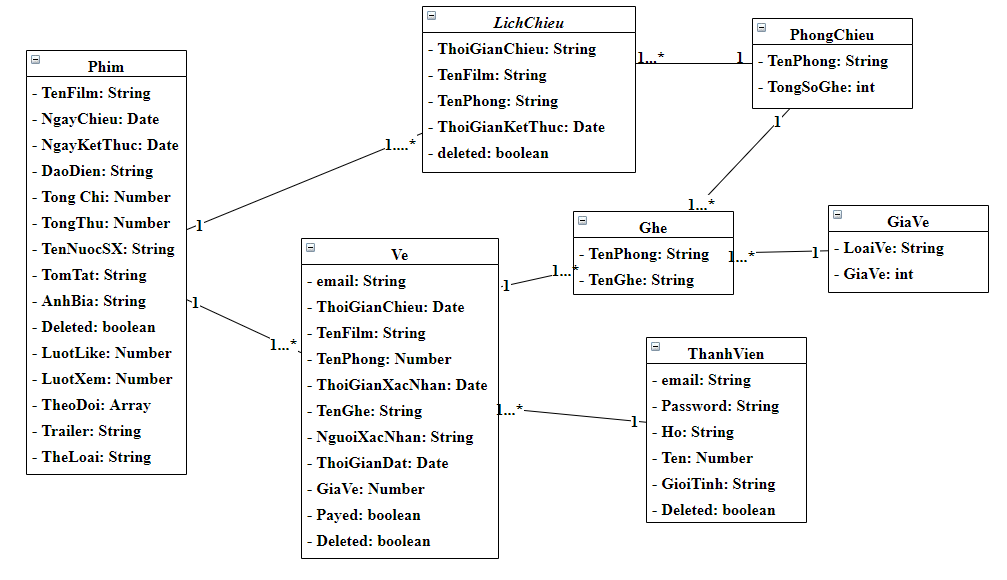 Phim
- TenFilm: String
- NgayChieu: Date
- NgayKetThuc: Date
- DaoDien: String
- Tong Chi: Number
- TongThu: Number
- TenNuocSX: String
- TomTat: String
- AnhBia: String
- Deleted: boolean
- LuotLike: Number
- LuotXem: Number
- TheoDoi: Array
- Trailer: String
- TheLoai: String
1
1....*
1
1...*
LichChieu
- ThoiGianChieu: String
- TenFilm: String
- TenPhong: String
- ThoiGianKetThuc: Date
- deleted: boolean
1...*
1
PhongChieu
- TenPhong: String
- TongSoGhe: int
1
1...*
Ve
- email: String
- ThoiGianChieu: Date
- TenFilm: String
- TenPhong: Number
- ThoiGianXacNhan: Date
- TenGhe: String
- NguoiXacNhan: String
- ThoiGianDat: Date
- GiaVe: Number
- Payed: boolean
- Deleted: boolean
1
1...*
Ghe
- TenPhong: String
- TenGhe: String
1...*
1
GiaVe
- LoaiVe: String
- GiaVe: int
1...*
1
ThanhVien
- email: String
- Password: String
- Ho: String
- Ten: Number
- GioiTinh: String
- Deleted: boolean